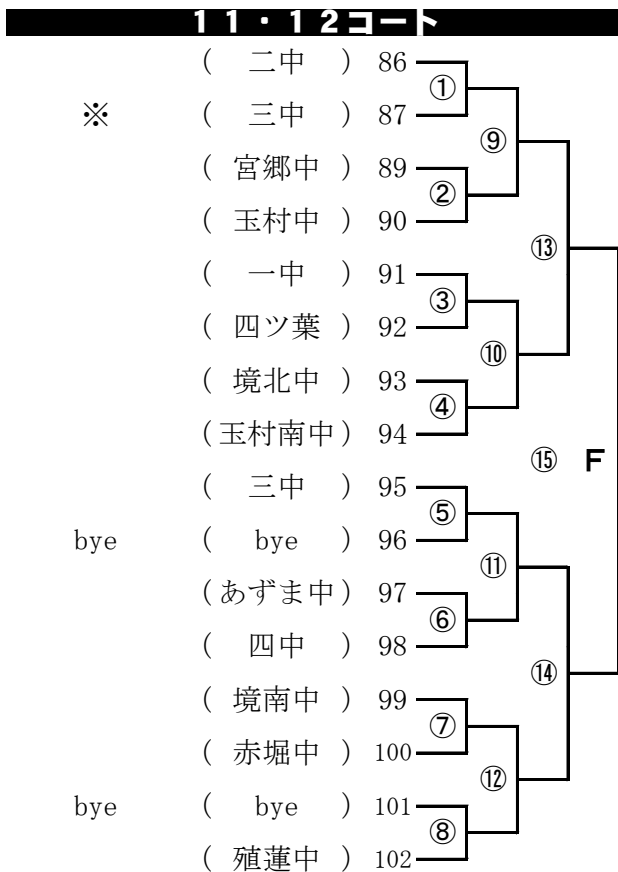 １１・１２コート
( 二中 ) 86
①
※ ( 三中 ) 87
⑨
( 宮郷中 ) 89
②
( 玉村中 ) 90
⑬
( 一中 ) 91
③
( 四ツ葉 ) 92
⑩
( 境北中 ) 93
④
( 玉村南中 ) 94
⑮ F
( 三中 ) 95
⑤
bye ( bye ) 96
⑪
( あずま中 ) 97
⑥
( 四中 ) 98
⑭
( 境南中 ) 99
⑦
( 赤堀中 ) 100
⑫
bye ( bye ) 101
⑧
( 殖蓮中 ) 102